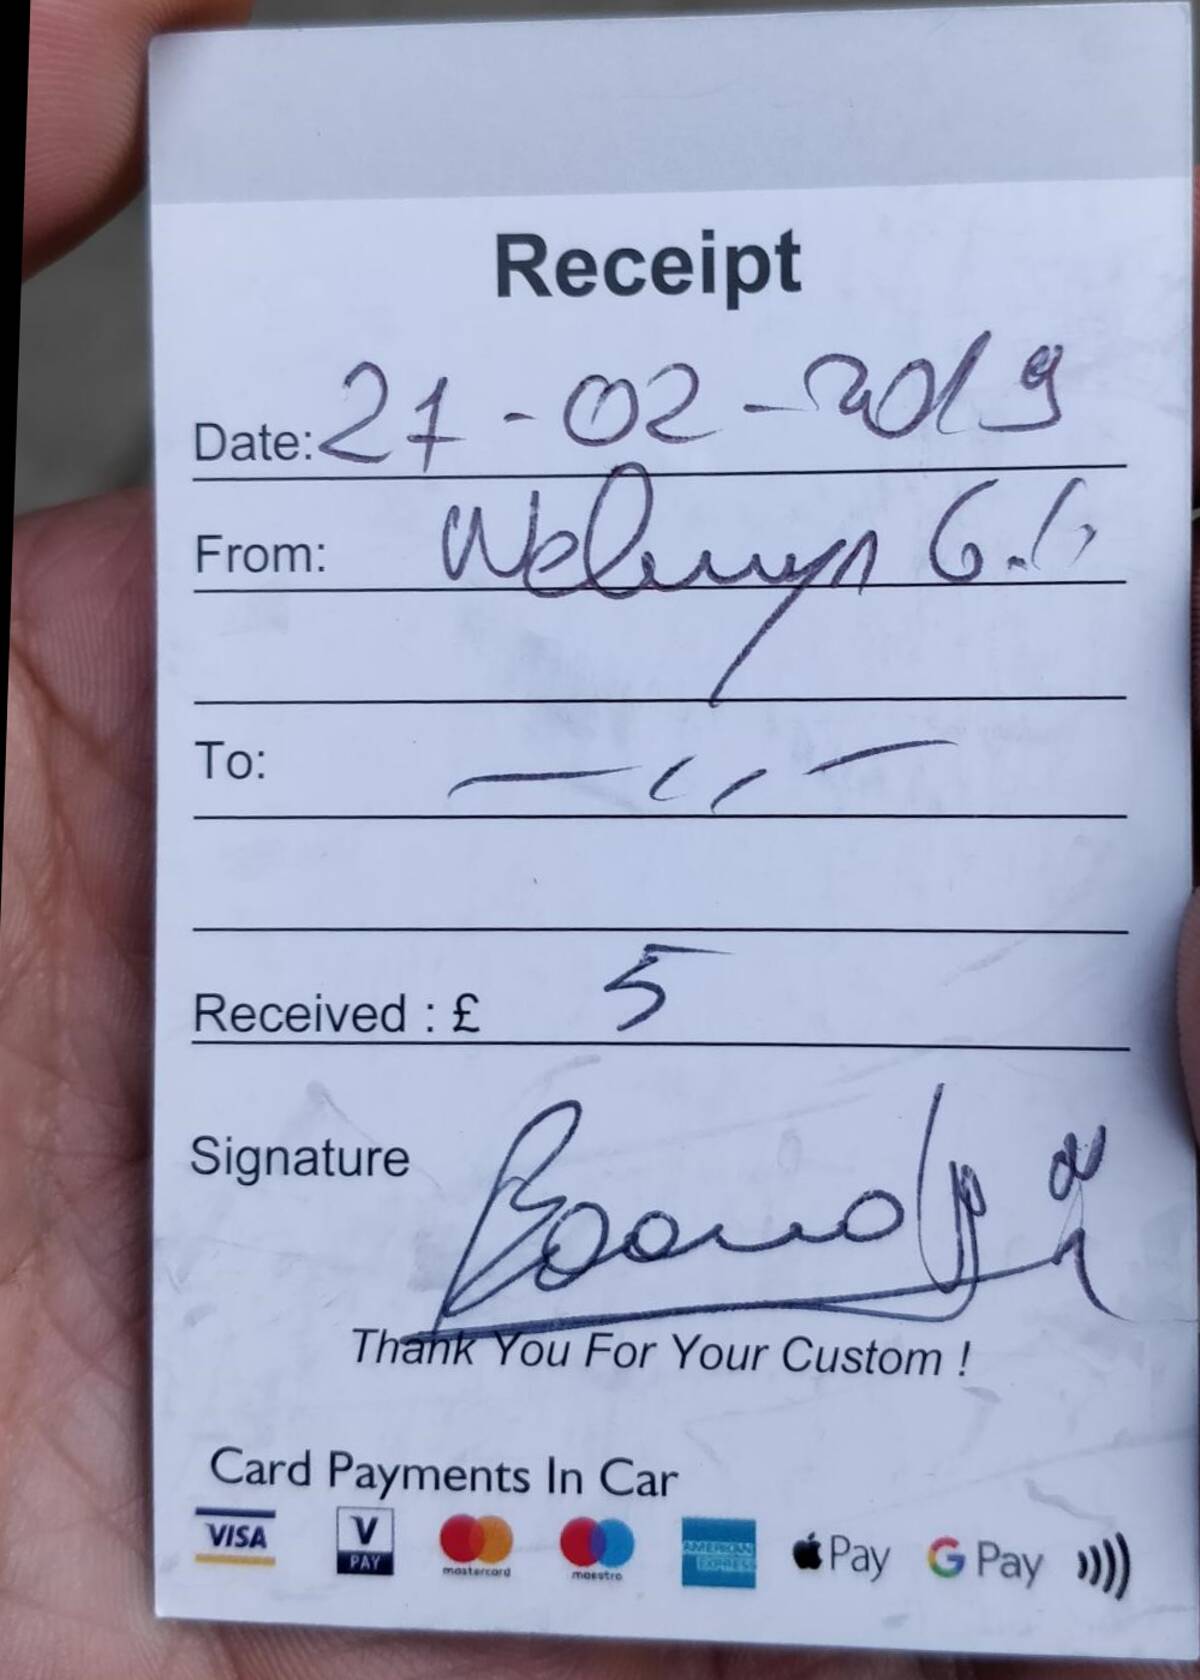 Receipt
Date: 27-02-2019
From: Welwyn G.C
To: — ,, —
Received : £ 5
Signature
Thank You For Your Custom !
Card Payments In Car
VISA V PAY mastercard maestro AMERICAN EXPRESS Pay G Pay